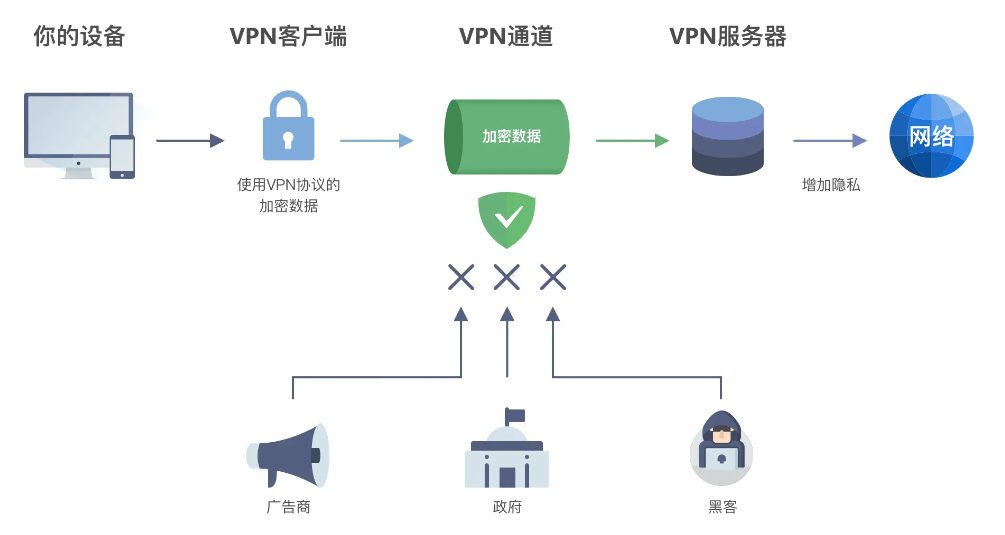 你的设备
VPN客户端
VPN通道
VPN服务器
加密数据
网络
使用VPN协议的
加密数据
增加隐私
广告商
政府
黑客